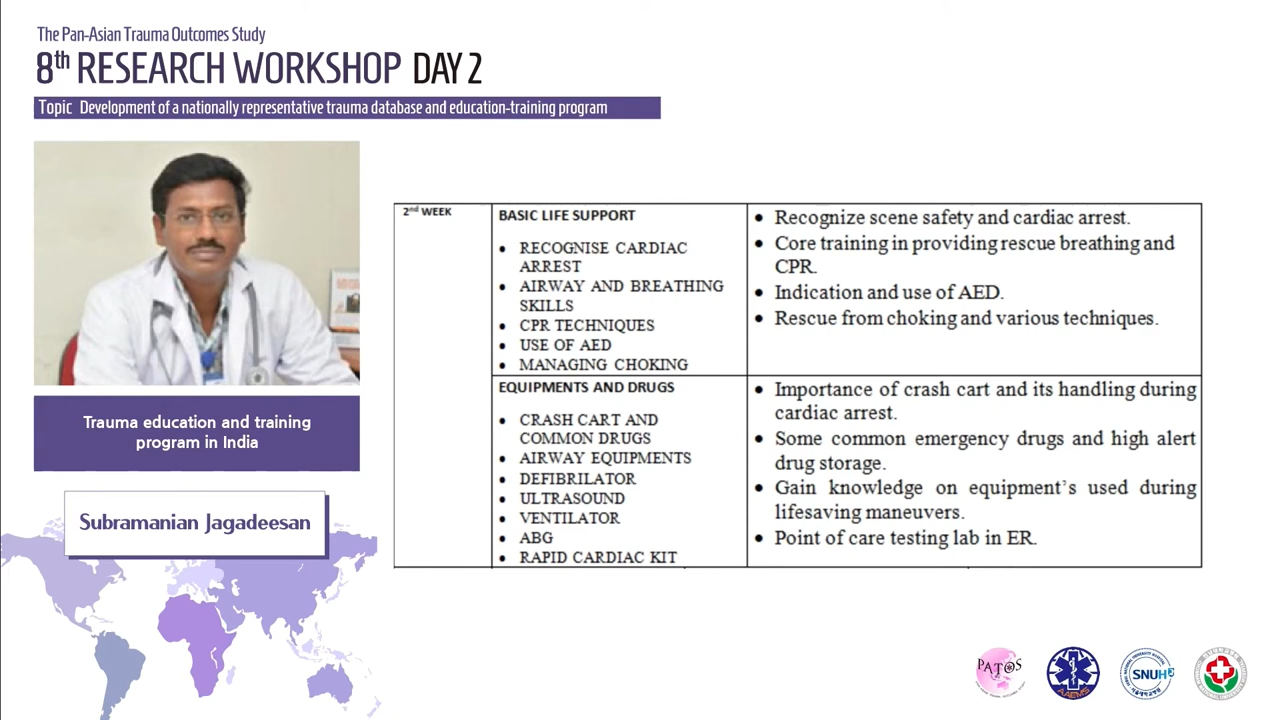 The Pan-Asian Trauma Outcomes Study
8th RESEARCH WORKSHOP DAY 2
Topic Development of a nationally representative trauma database and education-training program
Trauma education and training
program in India
Subramanian Jagadeesan
2nd WEEK
BASIC LIFE SUPPORT
• RECOGNISE CARDIAC
ARREST
• AIRWAY AND BREATHING
SKILLS
• CPR TECHNIQUES
• USE OF AED
• MANAGING CHOKING
• Recognize scene safety and cardiac arrest.
• Core training in providing rescue breathing and
CPR.
• Indication and use of AED.
• Rescue from choking and various techniques.
EQUIPMENTS AND DRUGS
• CRASH CART AND
COMMON DRUGS
• AIRWAY EQUIPMENTS
• DEFIBRILATOR
• ULTRASOUND
• VENTILATOR
• ABG
• RAPID CARDIAC KIT
• Importance of crash cart and its handling during
cardiac arrest.
• Some common emergency drugs and high alert
drug storage.
• Gain knowledge on equipment's used during
lifesaving maneuvers.
• Point of care testing lab in ER.
PATOS
AAEMS
SNUH